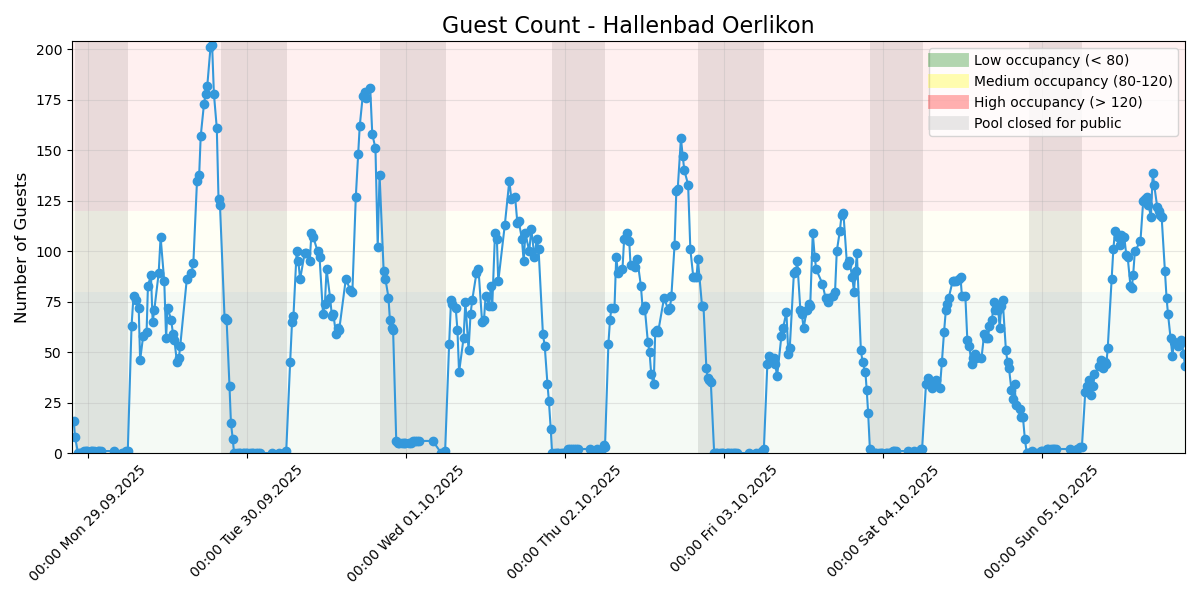 Guest Count - Hallenbad Oerlikon
Number of Guests
200
175
150
125
100
75
50
25
0
Low occupancy (< 80)
Medium occupancy (80-120)
High occupancy (> 120)
Pool closed for public
00:00 Mon 29.09.2025
00:00 Tue 30.09.2025
00:00 Wed 01.10.2025
00:00 Thu 02.10.2025
00:00 Fri 03.10.2025
00:00 Sat 04.10.2025
00:00 Sun 05.10.2025